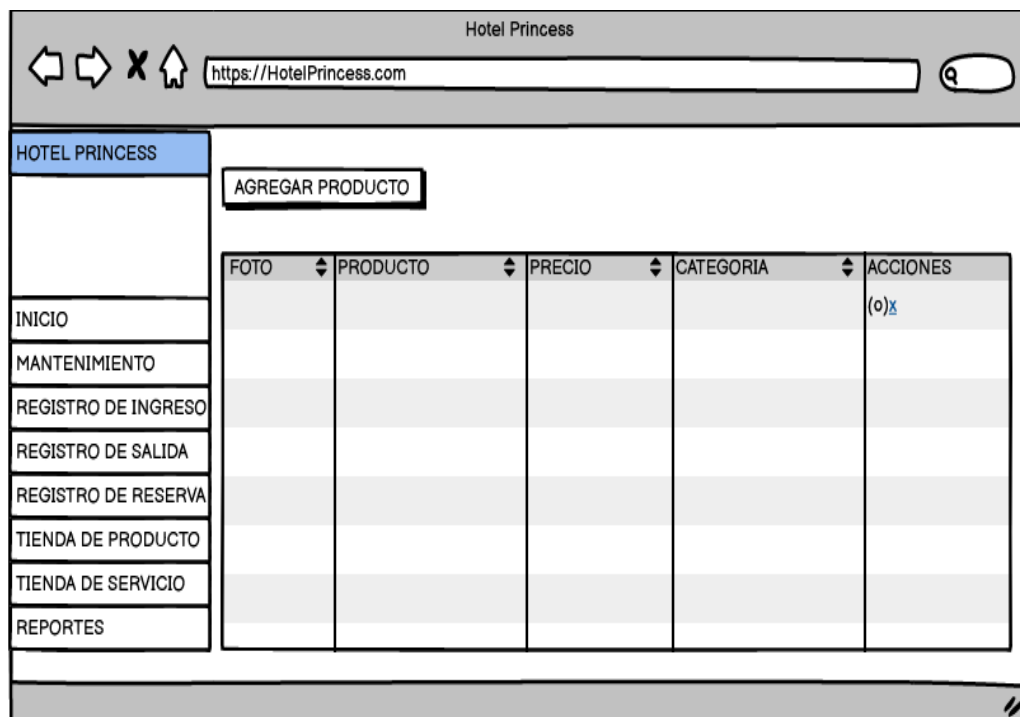 Hotel Princess
https://HotelPrincess.com
HOTEL PRINCESS
AGREGAR PRODUCTO
FOTO PRODUCTO PRECIO CATEGORIA ACCIONES
(o)x
INICIO
MANTENIMIENTO
REGISTRO DE INGRESO
REGISTRO DE SALIDA
REGISTRO DE RESERVA
TIENDA DE PRODUCTO
TIENDA DE SERVICIO
REPORTES